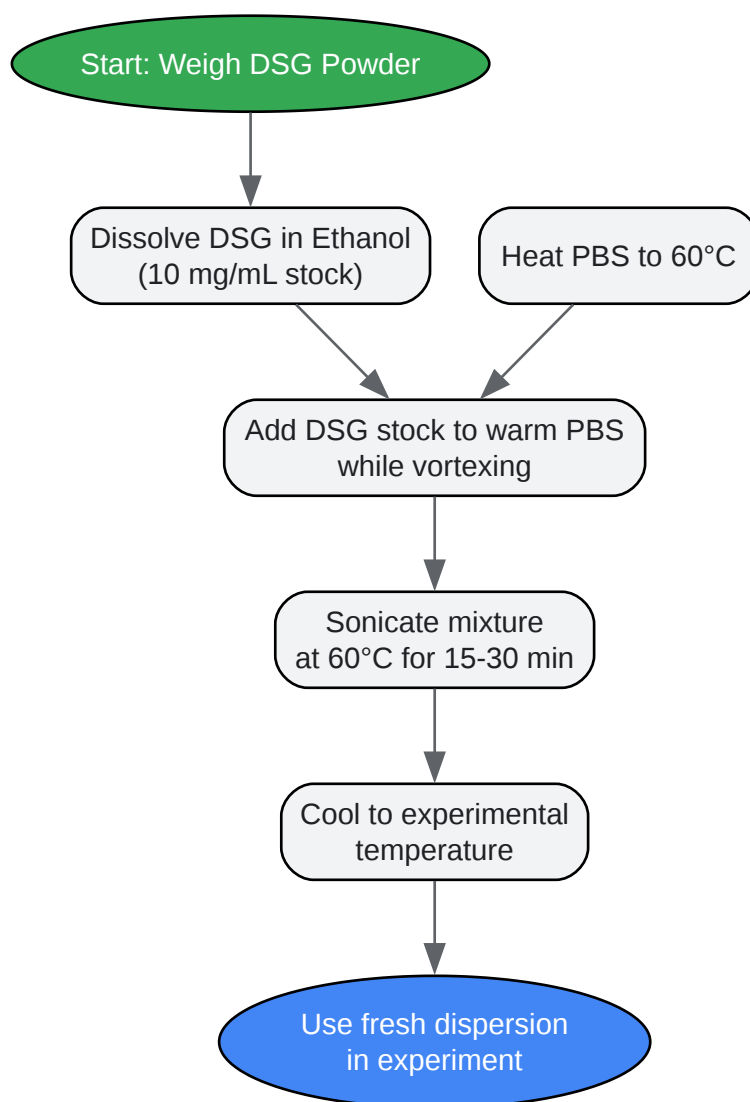 Start: Weigh DSG Powder
Dissolve DSG in Ethanol
(10 mg/mL stock)
Heat PBS to 60°C
Add DSG stock to warm PBS
while vortexing
Sonicate mixture
at 60°C for 15-30 min
Cool to experimental
temperature
Use fresh dispersion
in experiment